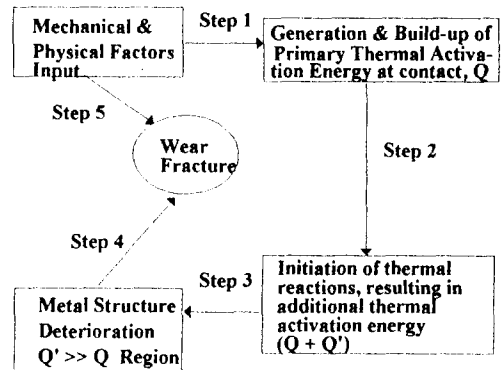 Mechanical &
Physical Factors
Input
Step 1
Generation & Build-up of
Primary Thermal Activa-
tion Energy at contact, Q
Step 5
Wear
Fracture
Step 2
Step 4
Step 3
Initiation of thermal
reactions, resulting in
additional thermal
activation energy
(Q + Q')
Metal Structure
Deterioration
Q' >> Q Region